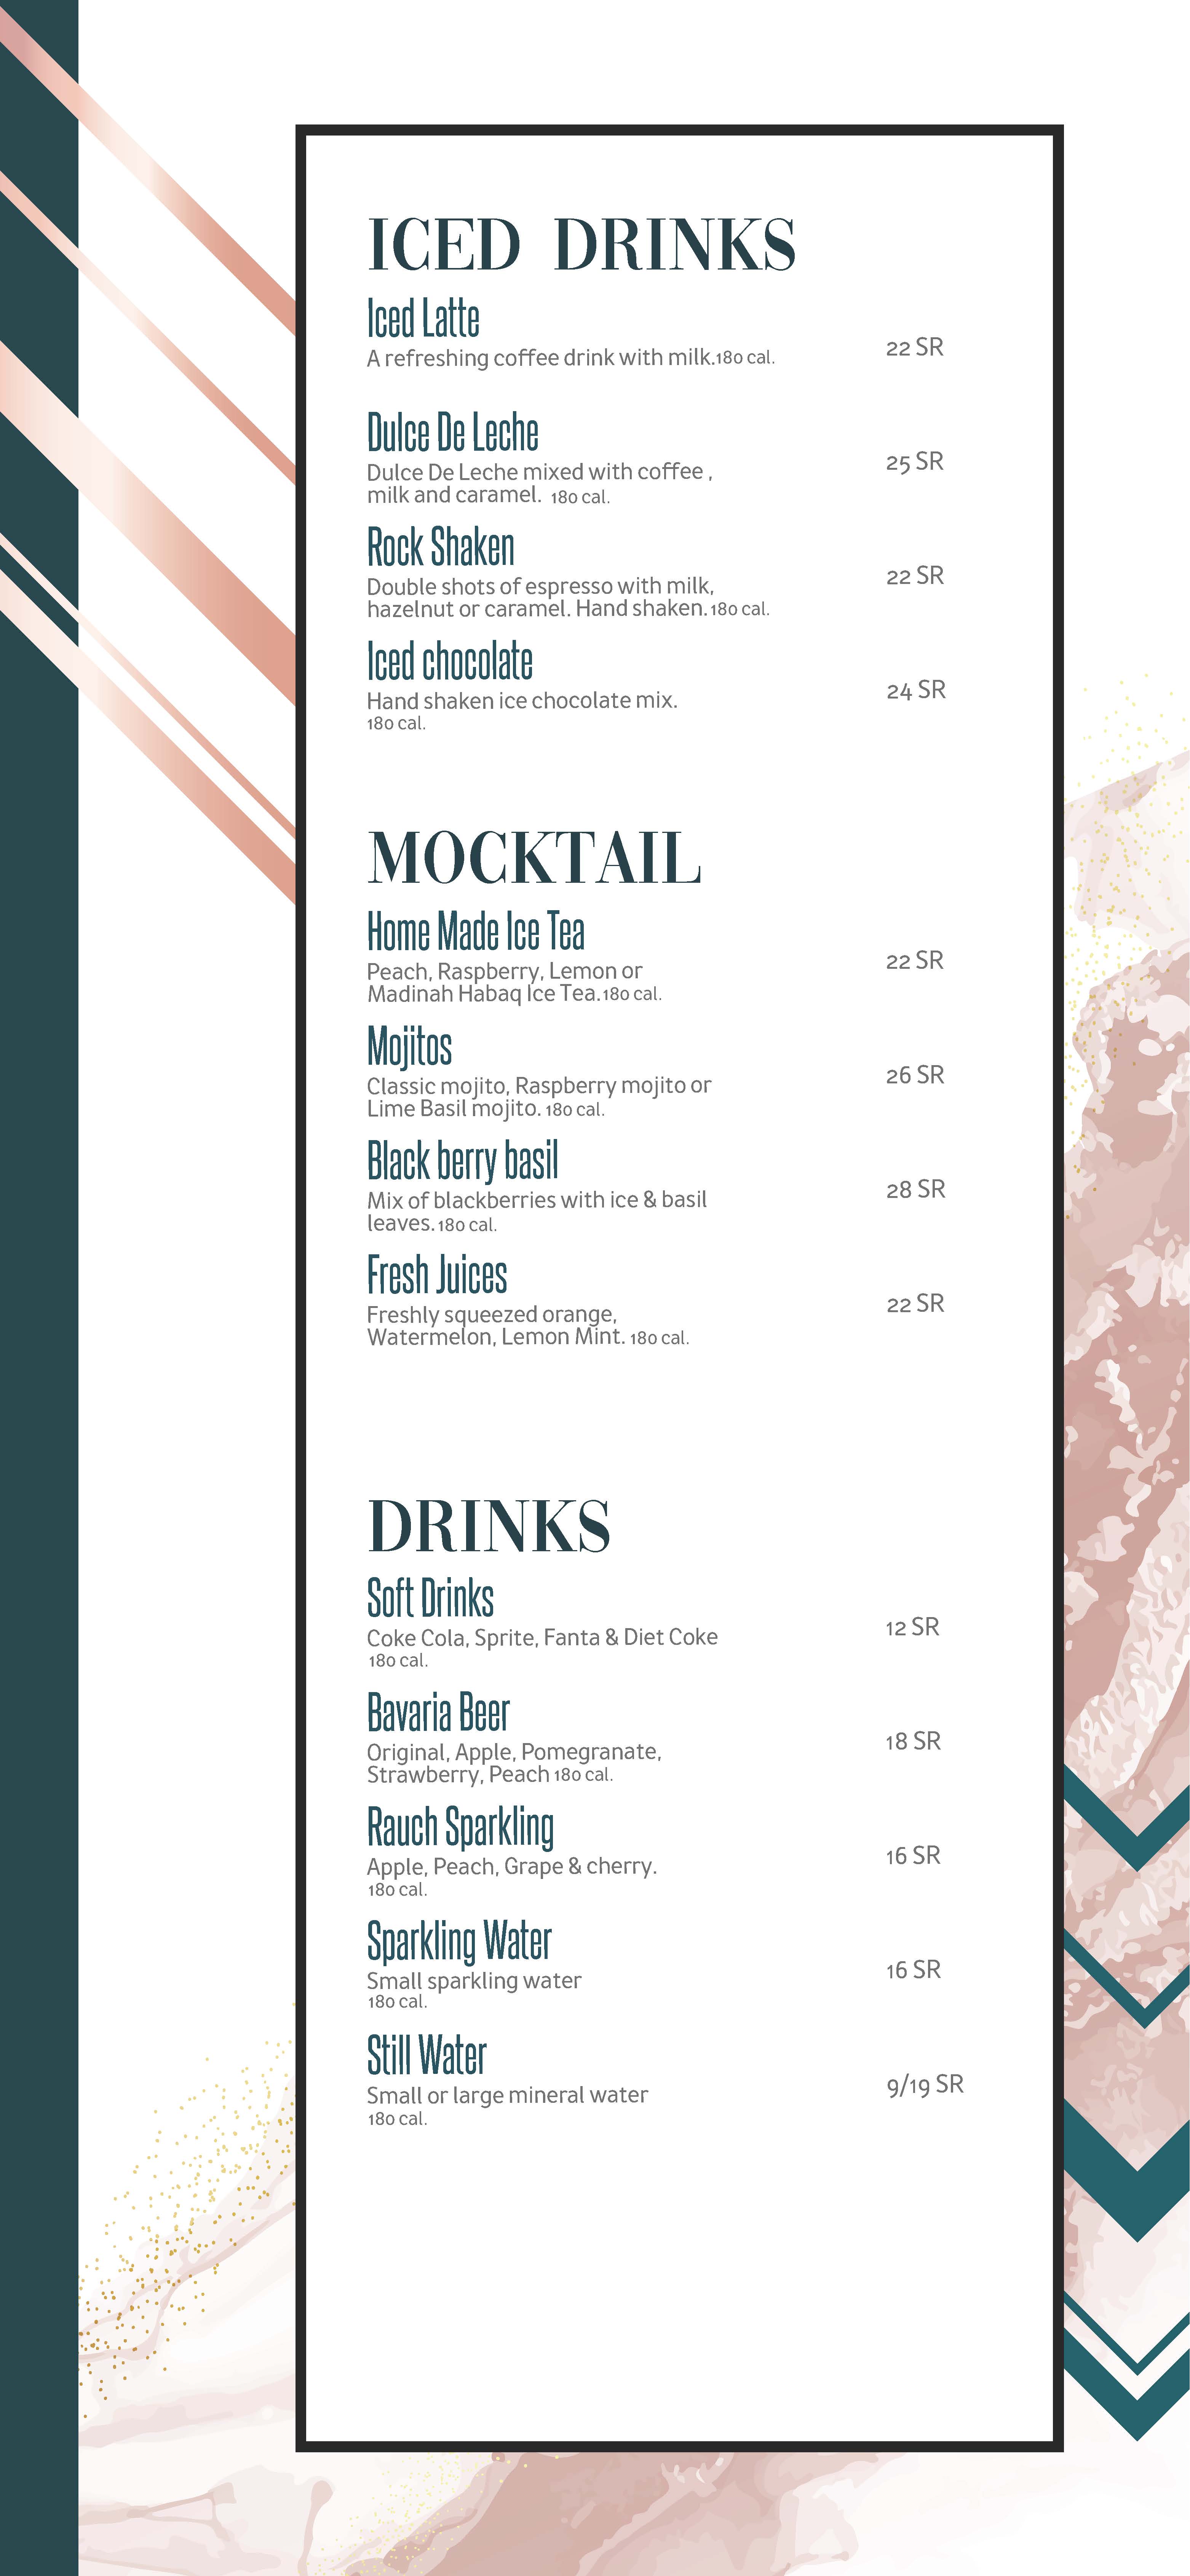 ICED DRINKS
Iced Latte
A refreshing coffee drink with milk.180 cal.
22 SR
Dulce De Leche
Dulce De Leche mixed with coffee ,
milk and caramel. 180 cal.
25 SR
Rock Shaken
Double shots of espresso with milk,
hazelnut or caramel. Hand shaken.180 cal.
22 SR
Iced chocolate
Hand shaken ice chocolate mix.
180 cal.
24 SR
MOCKTAIL
Home Made Ice Tea
Peach, Raspberry, Lemon or
Madinah Habaq Ice Tea.180 cal.
22 SR
Mojitos
Classic mojito, Raspberry mojito or
Lime Basil mojito. 180 cal.
26 SR
Black berry basil
Mix of blackberries with ice & basil
leaves.180 cal.
28 SR
Fresh Juices
Freshly squeezed orange,
Watermelon, Lemon Mint. 180 cal.
22 SR
DRINKS
Soft Drinks
Coke Cola, Sprite, Fanta & Diet Coke
180 cal.
12 SR
Bavaria Beer
Original, Apple, Pomegranate,
Strawberry, Peach 180 cal.
18 SR
Rauch Sparkling
Apple, Peach, Grape & cherry.
180 cal.
16 SR
Sparkling Water
Small sparkling water
180 cal.
16 SR
Still Water
Small or large mineral water
180 cal.
9/19 SR